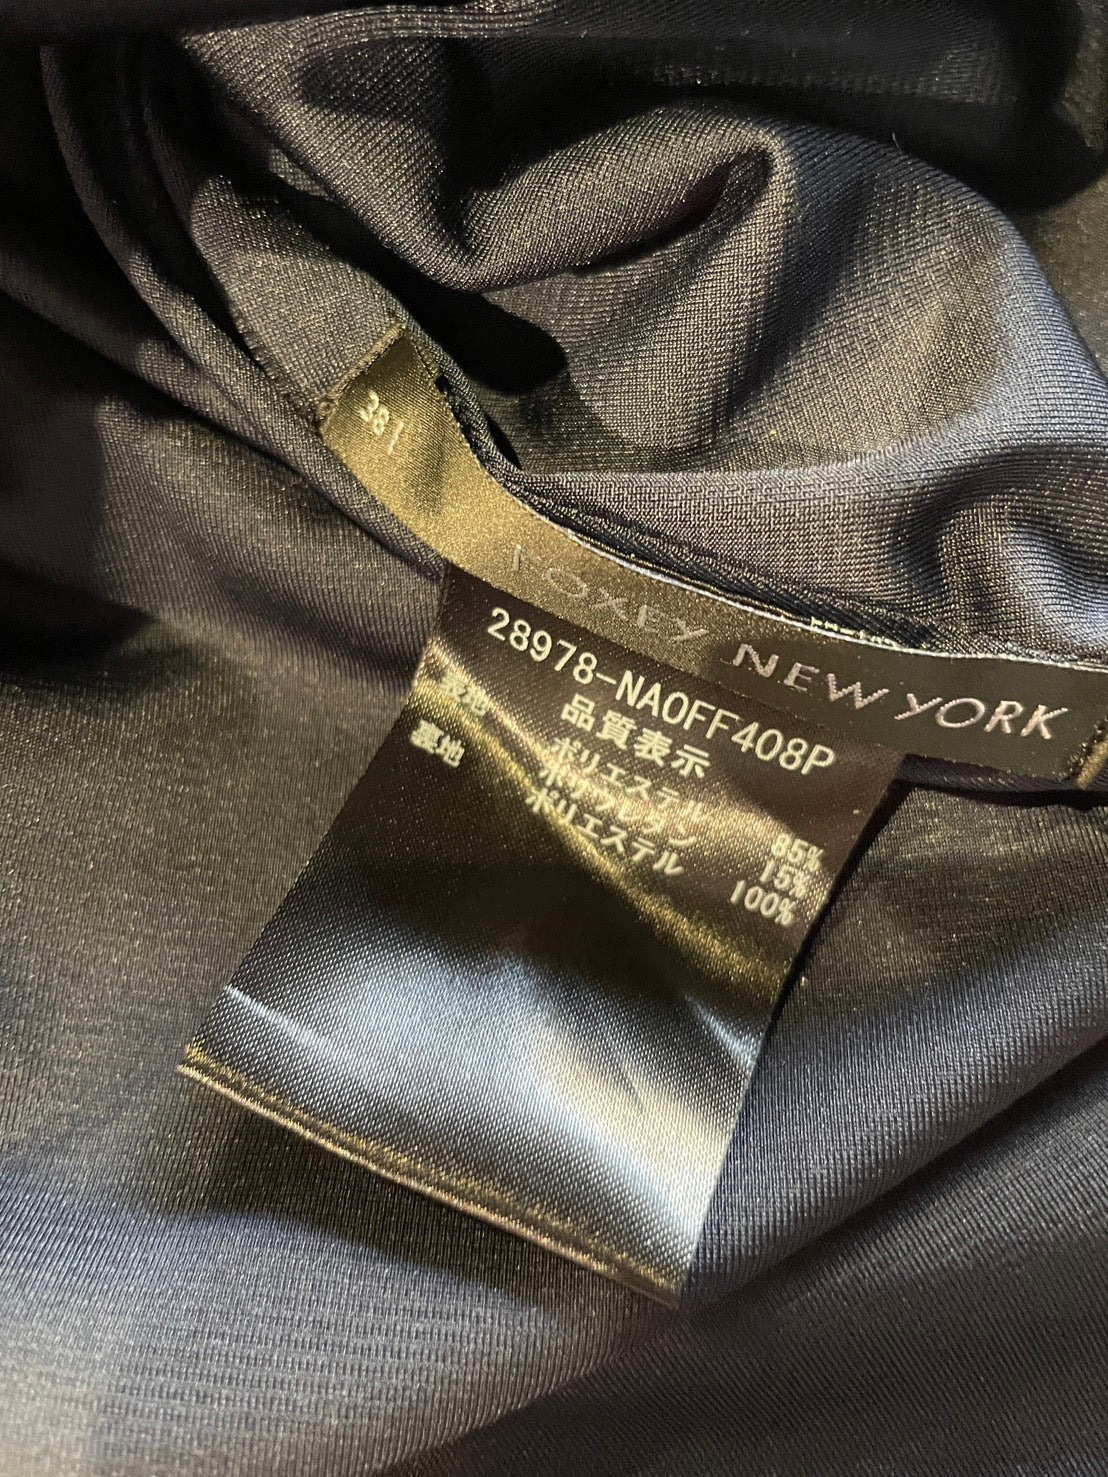 38
FOXEY NEW YORK
28978-NAOFF408P
品質表示
表地 ポリエステル 85%
ポリウレタン 15%
裏地 ポリエステル 100%